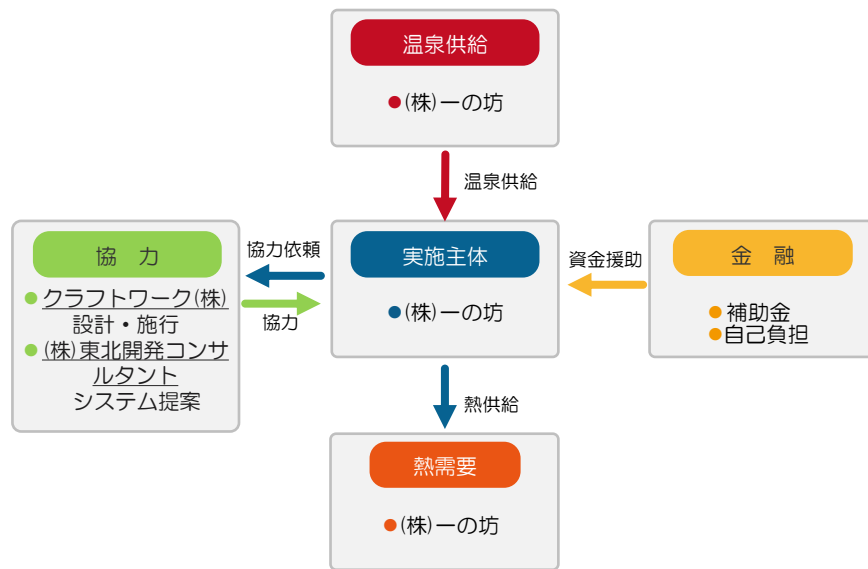 温泉供給
●(株)一の坊
温泉供給
協　力
●クラフトワーク(株)
設計・施行
●(株)東北開発コンサ
ルタント
システム提案
協力依頼
協力
実施主体
●(株)一の坊
資金援助
金　融
●補助金
●自己負担
熱供給
熱需要
●(株)一の坊